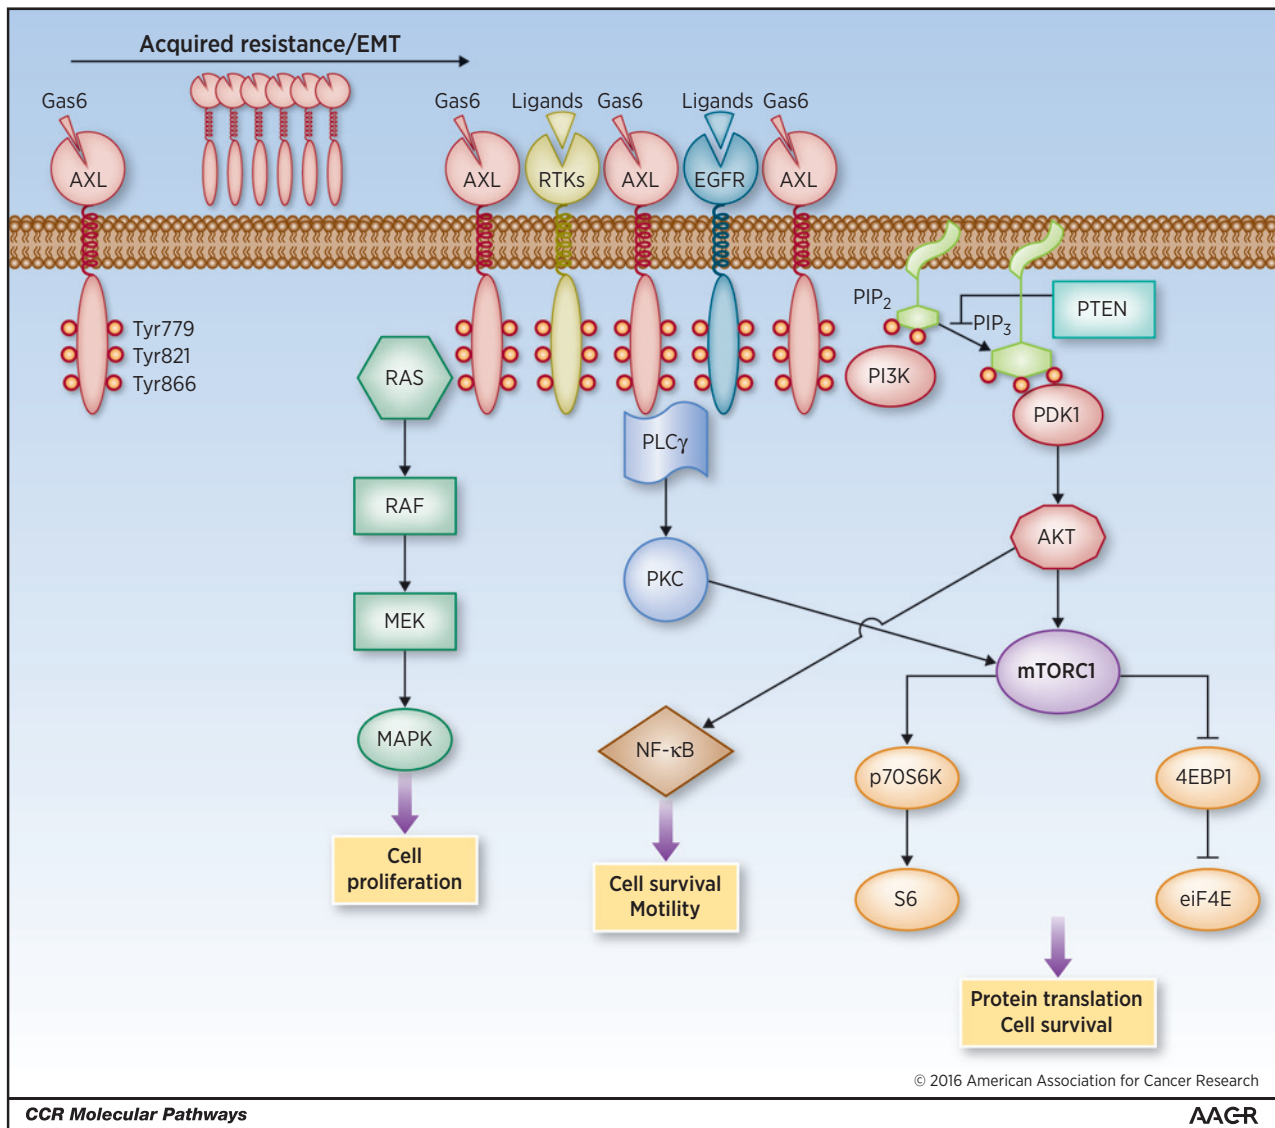 Acquired resistance/EMT
Gas6
AXL
Gas6
AXL
Ligands
RTKs
Gas6
AXL
Ligands
EGFR
Gas6
AXL
Tyr779
Tyr821
Tyr866
PIP2
PIP3
PTEN
PI3K
PDK1
RAS
PLCγ
RAF
AKT
PKC
MEK
mTORC1
MAPK
NF-κB
p70S6K
4EBP1
Cell
proliferation
Cell survival
Motility
S6
eiF4E
Protein translation
Cell survival
© 2016 American Association for Cancer Research
CCR Molecular Pathways
AACR